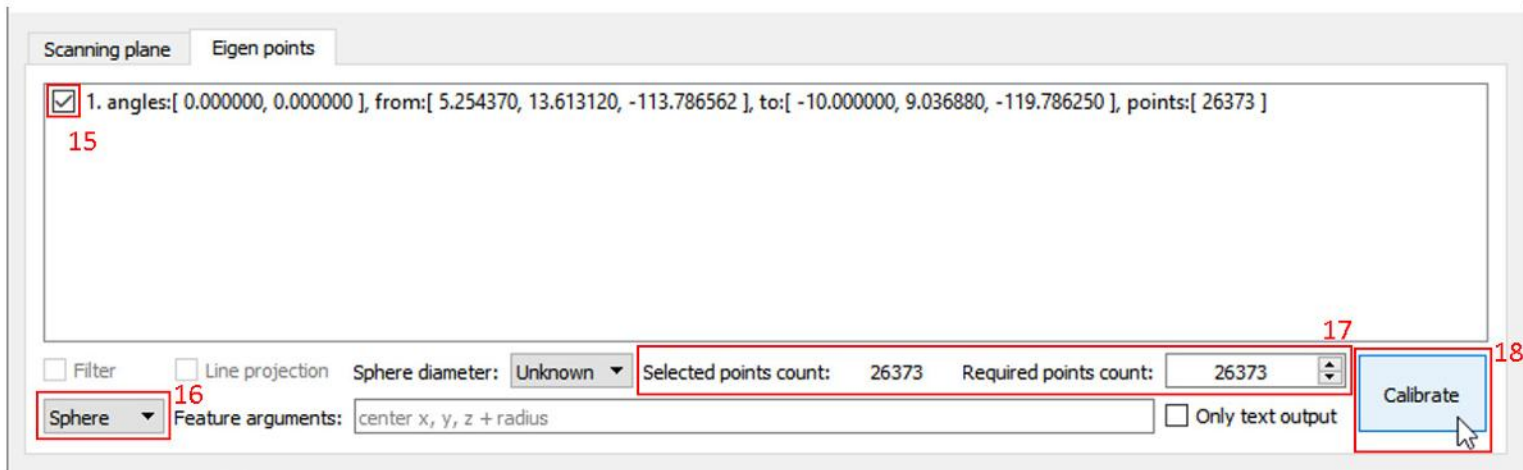 Scanning plane Eigen points
1. angles:[ 0.000000, 0.000000 ], from:[ 5.254370, 13.613120, -113.786562 ], to:[ -10.000000, 9.036880, -119.786250 ], points:[ 26373 ]
15
17
Filter Line projection Sphere diameter: Unknown Selected points count: 26373 Required points count: 26373
18
16
Sphere Feature arguments: center x, y, z + radius Only text output Calibrate